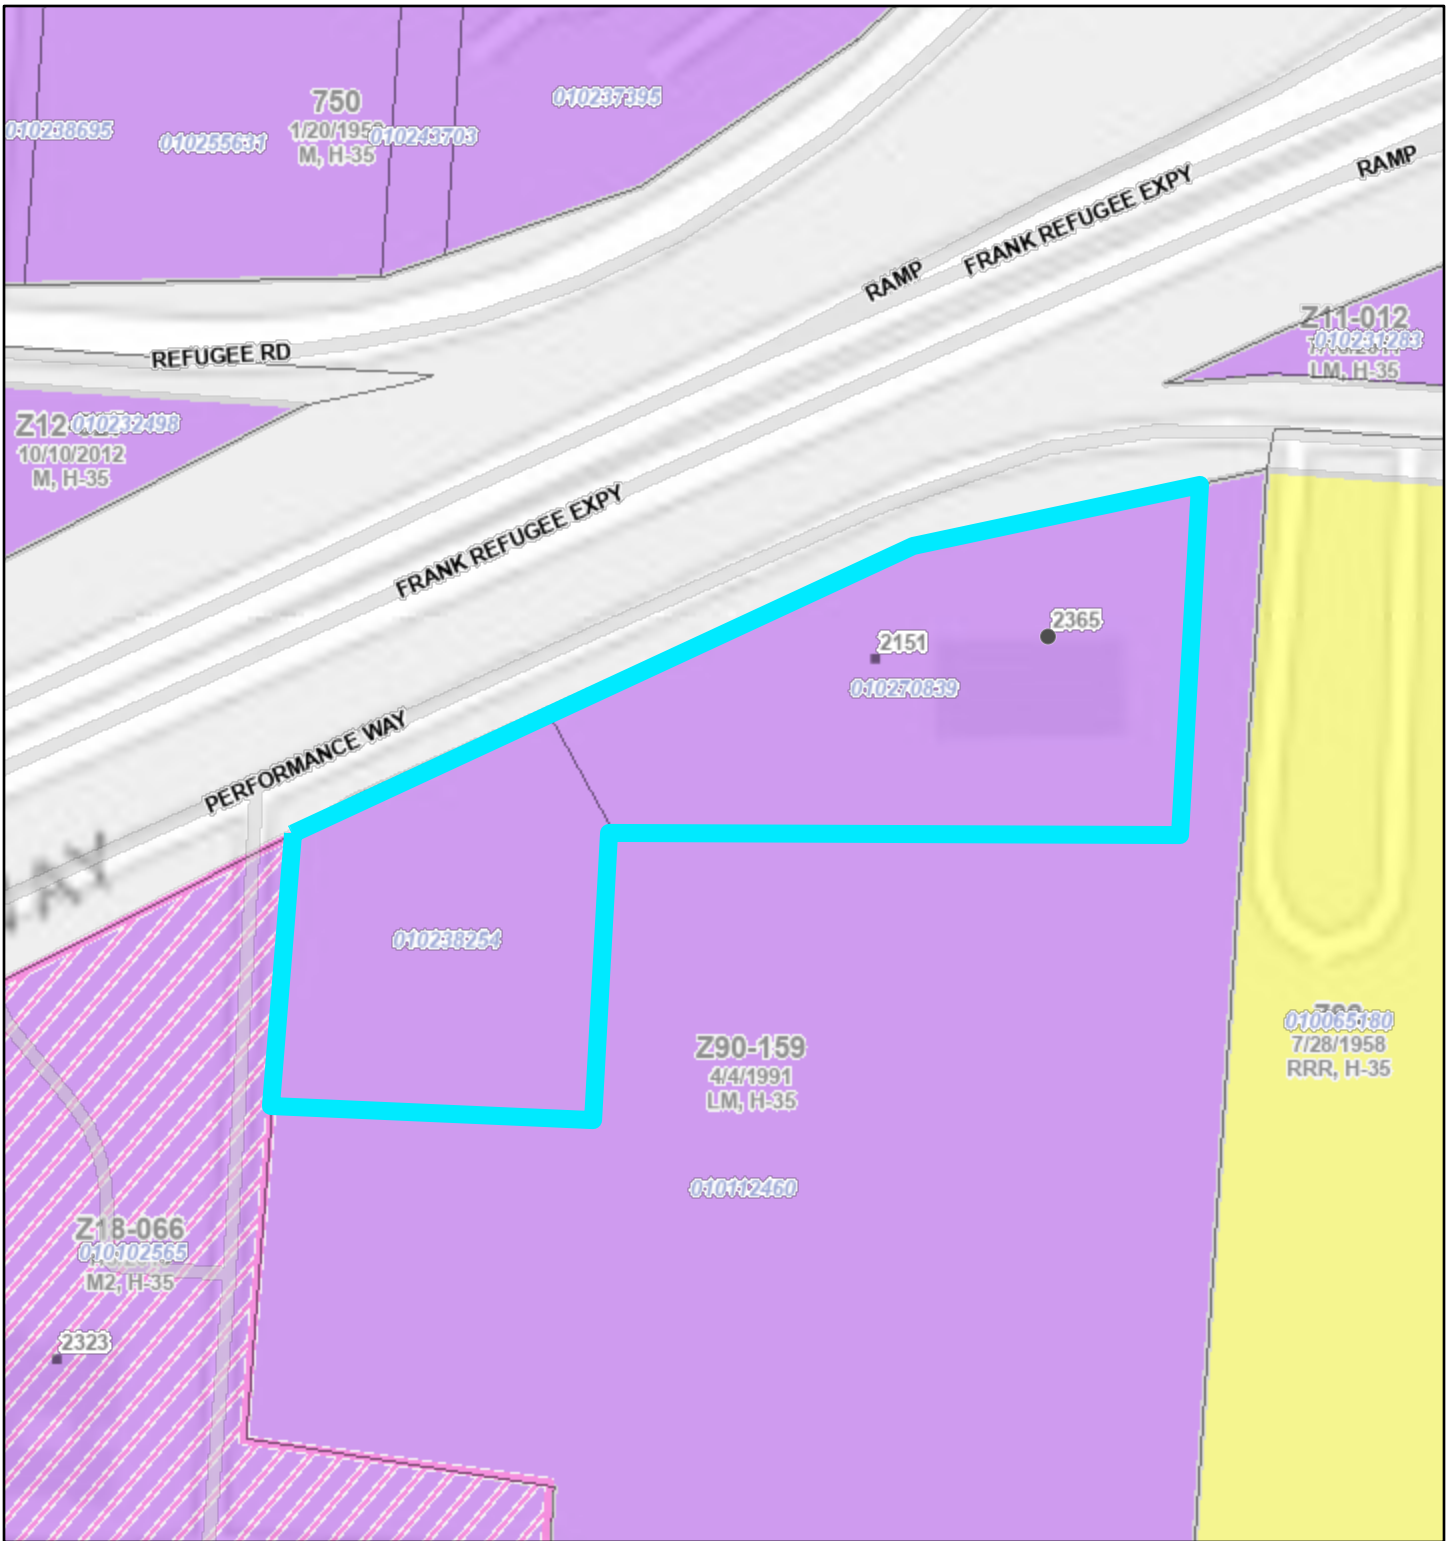 010237395
750
010238695
010255631
1/20/195
010243703
M, H-35
RAMP
FRANK REFUGEE EXPY
RAMP
Z11-012
010231283
LM, H-35
REFUGEE RD
Z12
010232498
10/10/2012
M, H-35
FRANK REFUGEE EXPY
2365
2151
010270839
PERFORMANCE WAY
010238254
Z90-159
4/4/1991
LM, H-35
010065180
7/28/1958
RRR, H-35
010112460
Z18-066
010102565
M2, H-35
2323